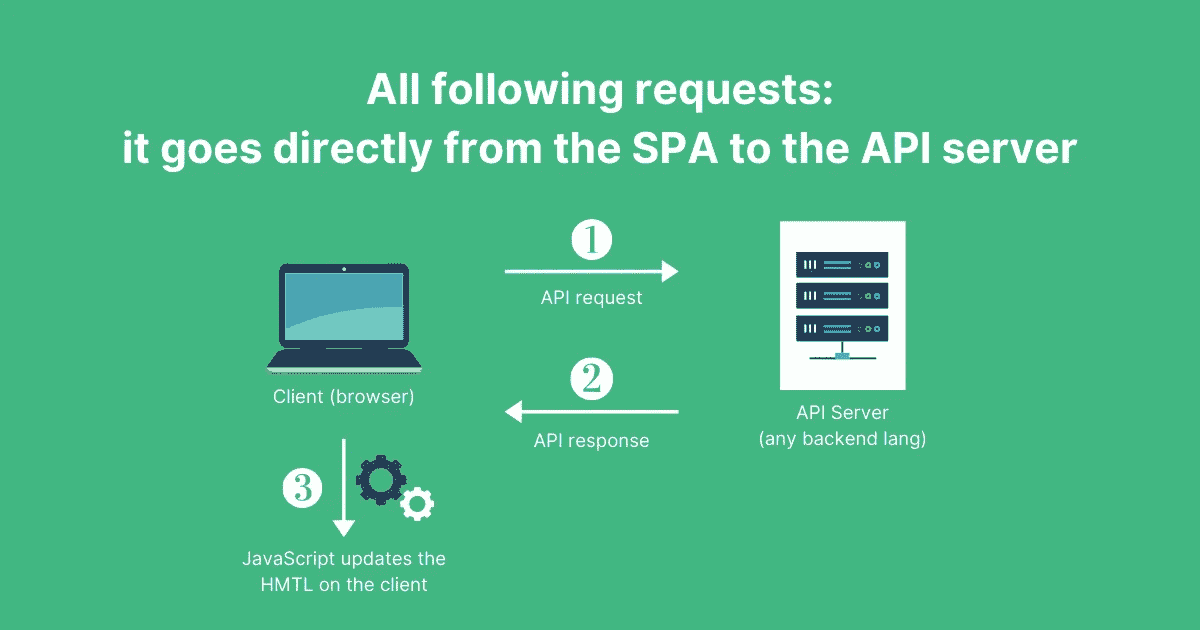 All following requests:
it goes directly from the SPA to the API server
1
API request
2
API response
Client (browser)
API Server
(any backend lang)
3
JavaScript updates the
HMTL on the client